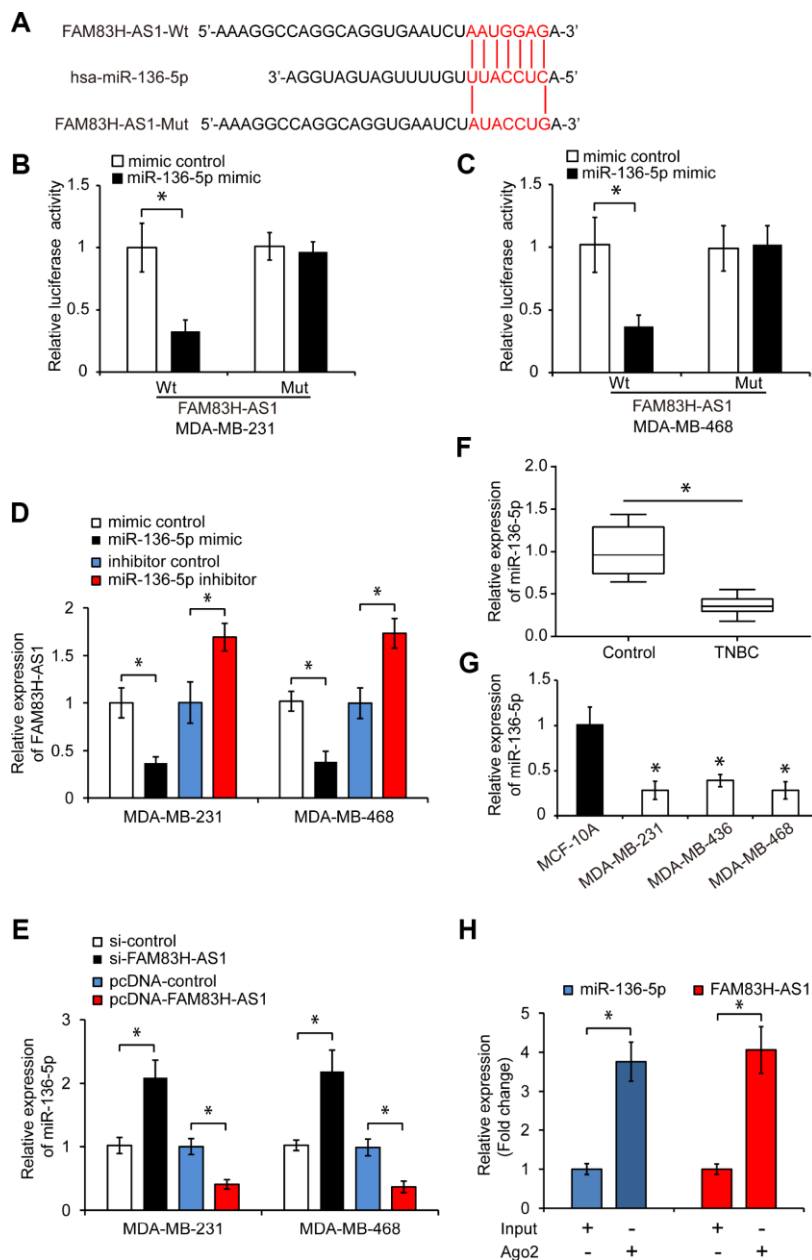 A
FAM83H-AS1-Wt 5’-AAAGGCCAGGCAGGUGAAUCUAAUGGAGA-3’
hsa-miR-136-5p 3’-AGGUAGUAGUUUUGUUUACCUCA-5’
FAM83H-AS1-Mut 5’-AAAGGCCAGGCAGGUGAAUCUAUACCUGA-3’
B
mimic control
miR-136-5p mimic
Relative luciferase activity
1.5
1
0.5
0
*
Wt Mut
FAM83H-AS1
MDA-MB-231
C
mimic control
miR-136-5p mimic
Relative luciferase activity
1.5
1
0.5
0
*
Wt Mut
FAM83H-AS1
MDA-MB-468
D
mimic control
miR-136-5p mimic
inhibitor control
miR-136-5p inhibitor
Relative expression
of FAM83H-AS1
2
1.5
1
0.5
0
* * * *
MDA-MB-231 MDA-MB-468
F
Relative expression
of miR-136-5p
2.0
1.5
1.0
0.5
0.0
*
Control TNBC
G
Relative expression
of miR-136-5p
1.5
1
0.5
0
* * *
MCF-10A MDA-MB-231 MDA-MB-436 MDA-MB-468
E
si-control
si-FAM83H-AS1
pcDNA-control
pcDNA-FAM83H-AS1
Relative expression
of miR-136-5p
3
2
1
0
* * * *
MDA-MB-231 MDA-MB-468
H
miR-136-5p FAM83H-AS1
Relative expression
(Fold change)
5
4
3
2
1
0
* *
Input + - + -
Ago2 - + - +